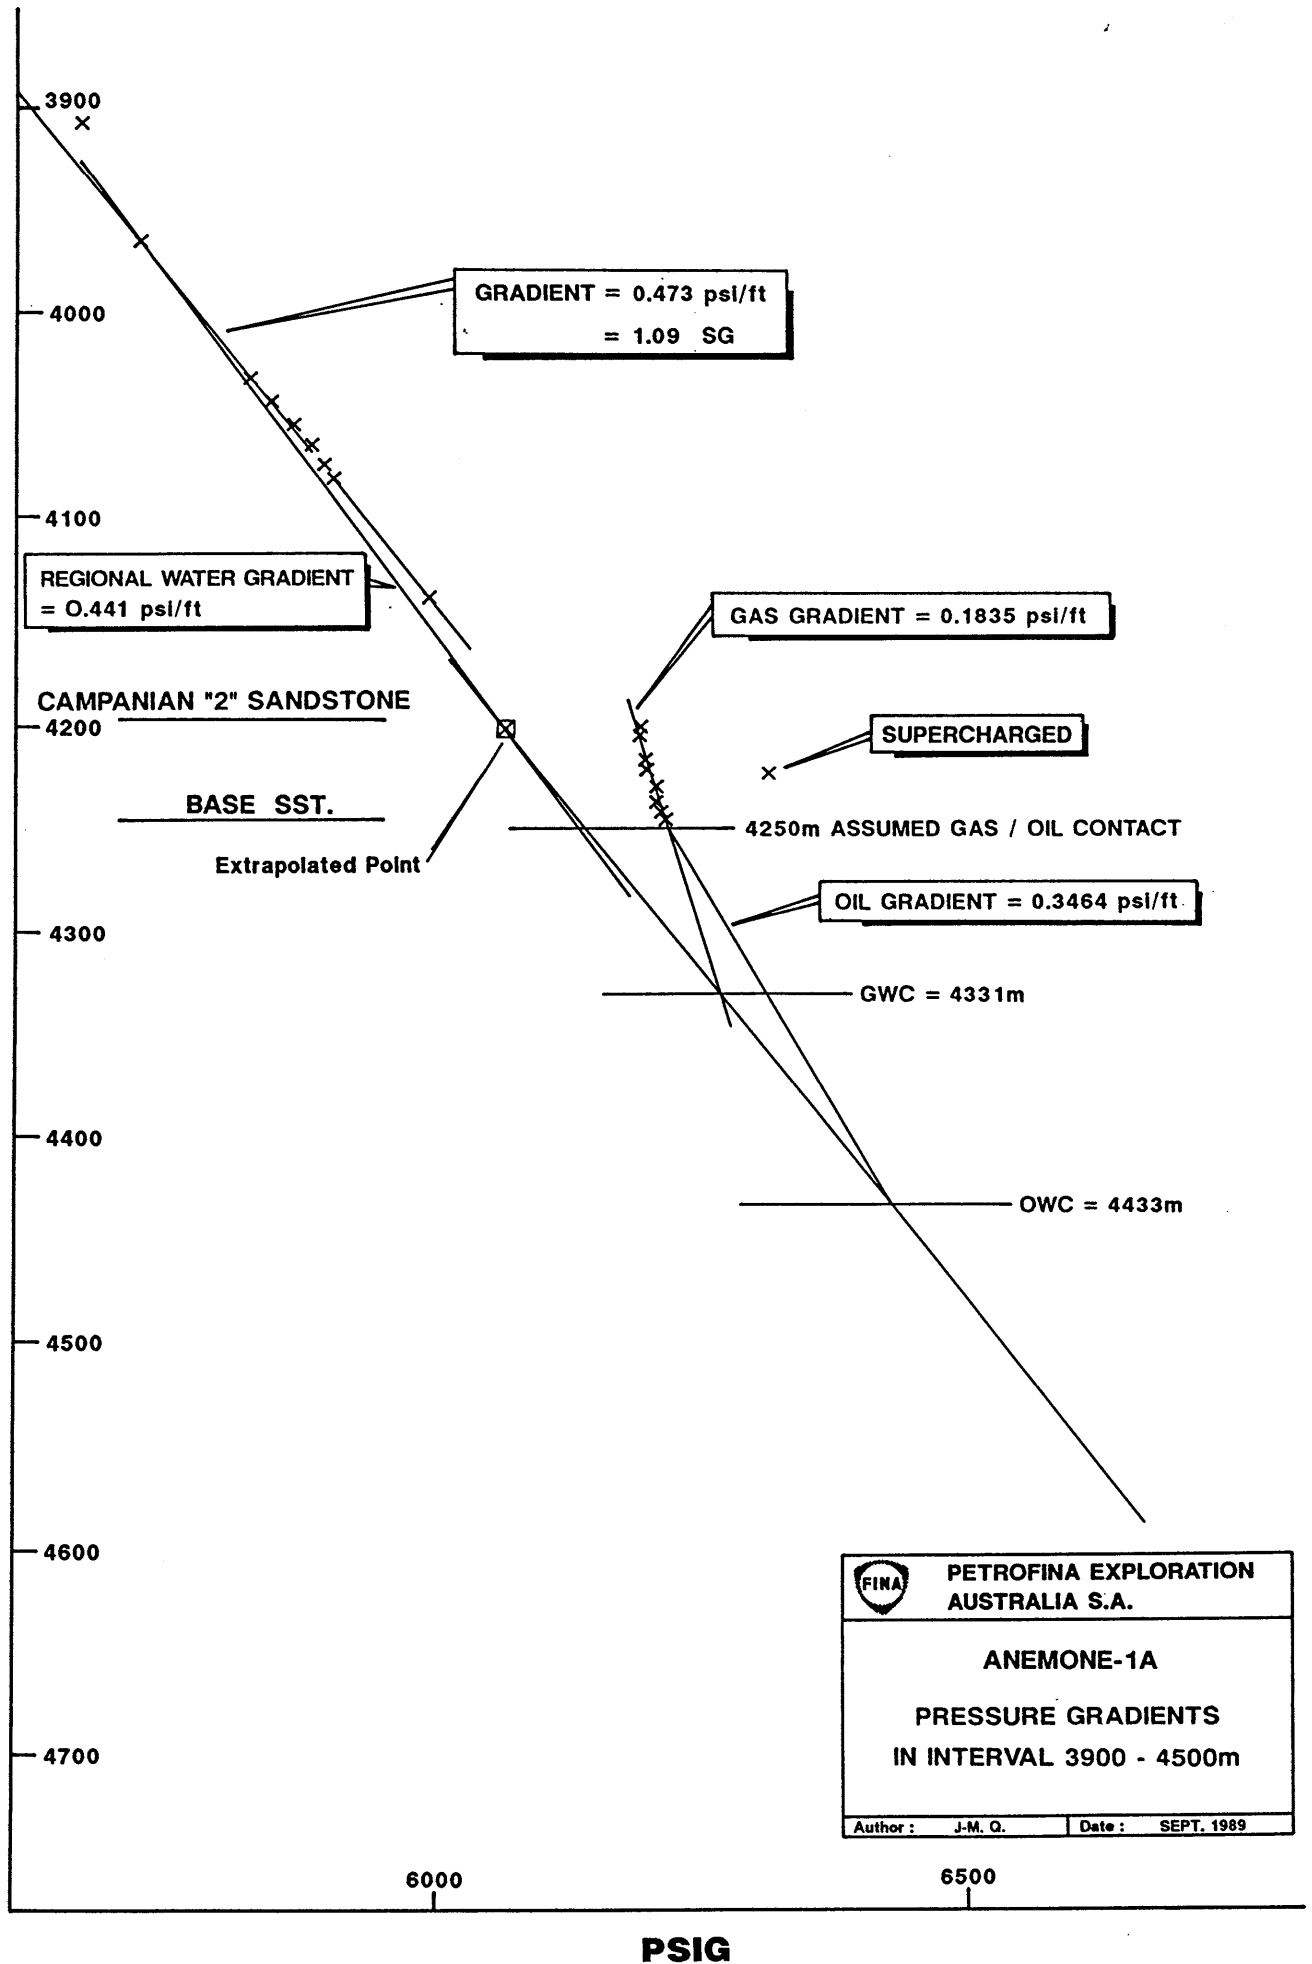 3900
GRADIENT = 0.473 psi/ft
= 1.09 SG
4000
4100
REGIONAL WATER GRADIENT
= 0.441 psi/ft
GAS GRADIENT = 0.1835 psi/ft
CAMPANIAN "2" SANDSTONE
4200
SUPERCHARGED
BASE SST.
4250m ASSUMED GAS / OIL CONTACT
Extrapolated Point
OIL GRADIENT = 0.3464 psi/ft
4300
GWC = 4331m
4400
OWC = 4433m
4500
4600
FINA
PETROFINA EXPLORATION
AUSTRALIA S.A.
ANEMONE-1A
PRESSURE GRADIENTS
IN INTERVAL 3900 - 4500m
4700
Author : J-M. Q. Date : SEPT. 1989
6000 6500
PSIG